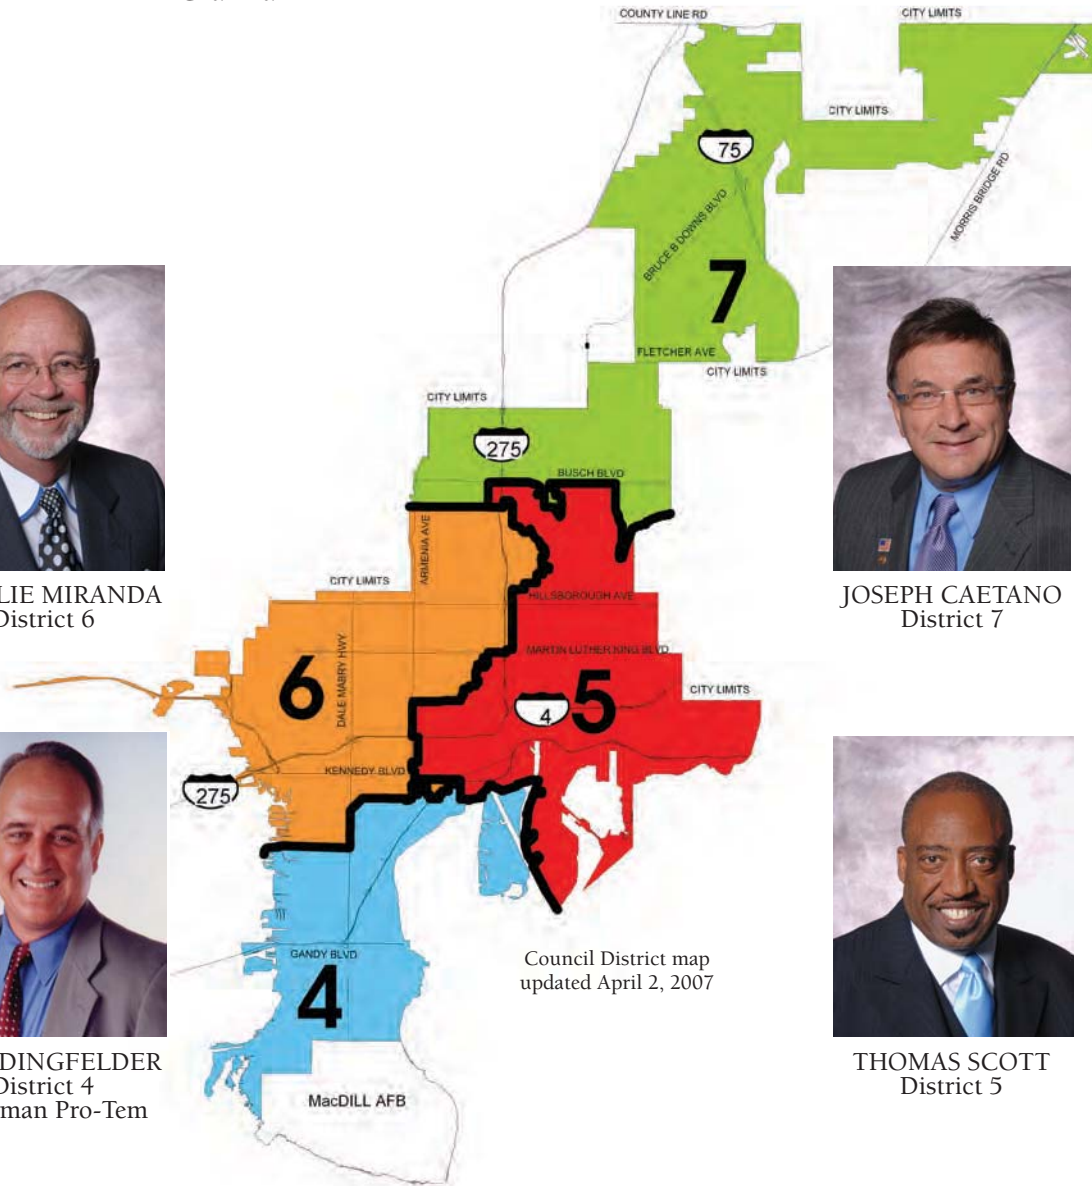 COUNTY LINE RD
CITY LIMITS
CITY LIMITS
75
MORRIS BRIDGE RD
BRUCE B DOWNS BLVD
7
FLETCHER AVE
CITY LIMITS
CITY LIMITS
275
BUSCH BLVD
ARMENIA AVE
CITY LIMITS
HILLSBOROUGH AVE
LIE MIRANDA
District 6
JOSEPH CAETANO
District 7
DALE MABRY HWY
MARTIN LUTHER KING BLVD
6
CITY LIMITS
4
5
KENNEDY BLVD
275
GANDY BLVD
4
Council District map
updated April 2, 2007
DINGFELDER
District 4
man Pro-Tem
MacDILL AFB
THOMAS SCOTT
District 5